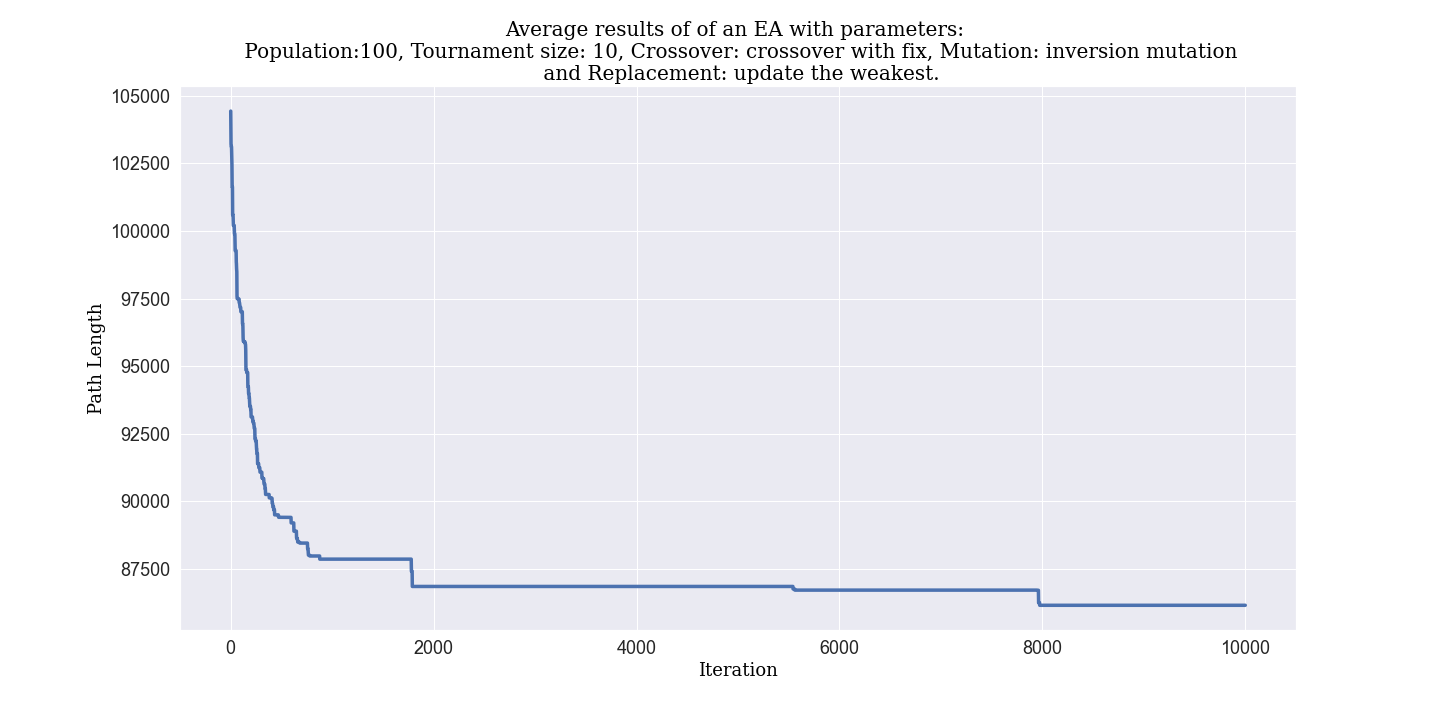 Average results of of an EA with parameters:
Population:100, Tournament size: 10, Crossover: crossover with fix, Mutation: inversion mutation
and Replacement: update the weakest.
105000
102500
100000
97500
95000
92500
90000
87500
Path Length
0 2000 4000 6000 8000 10000
Iteration